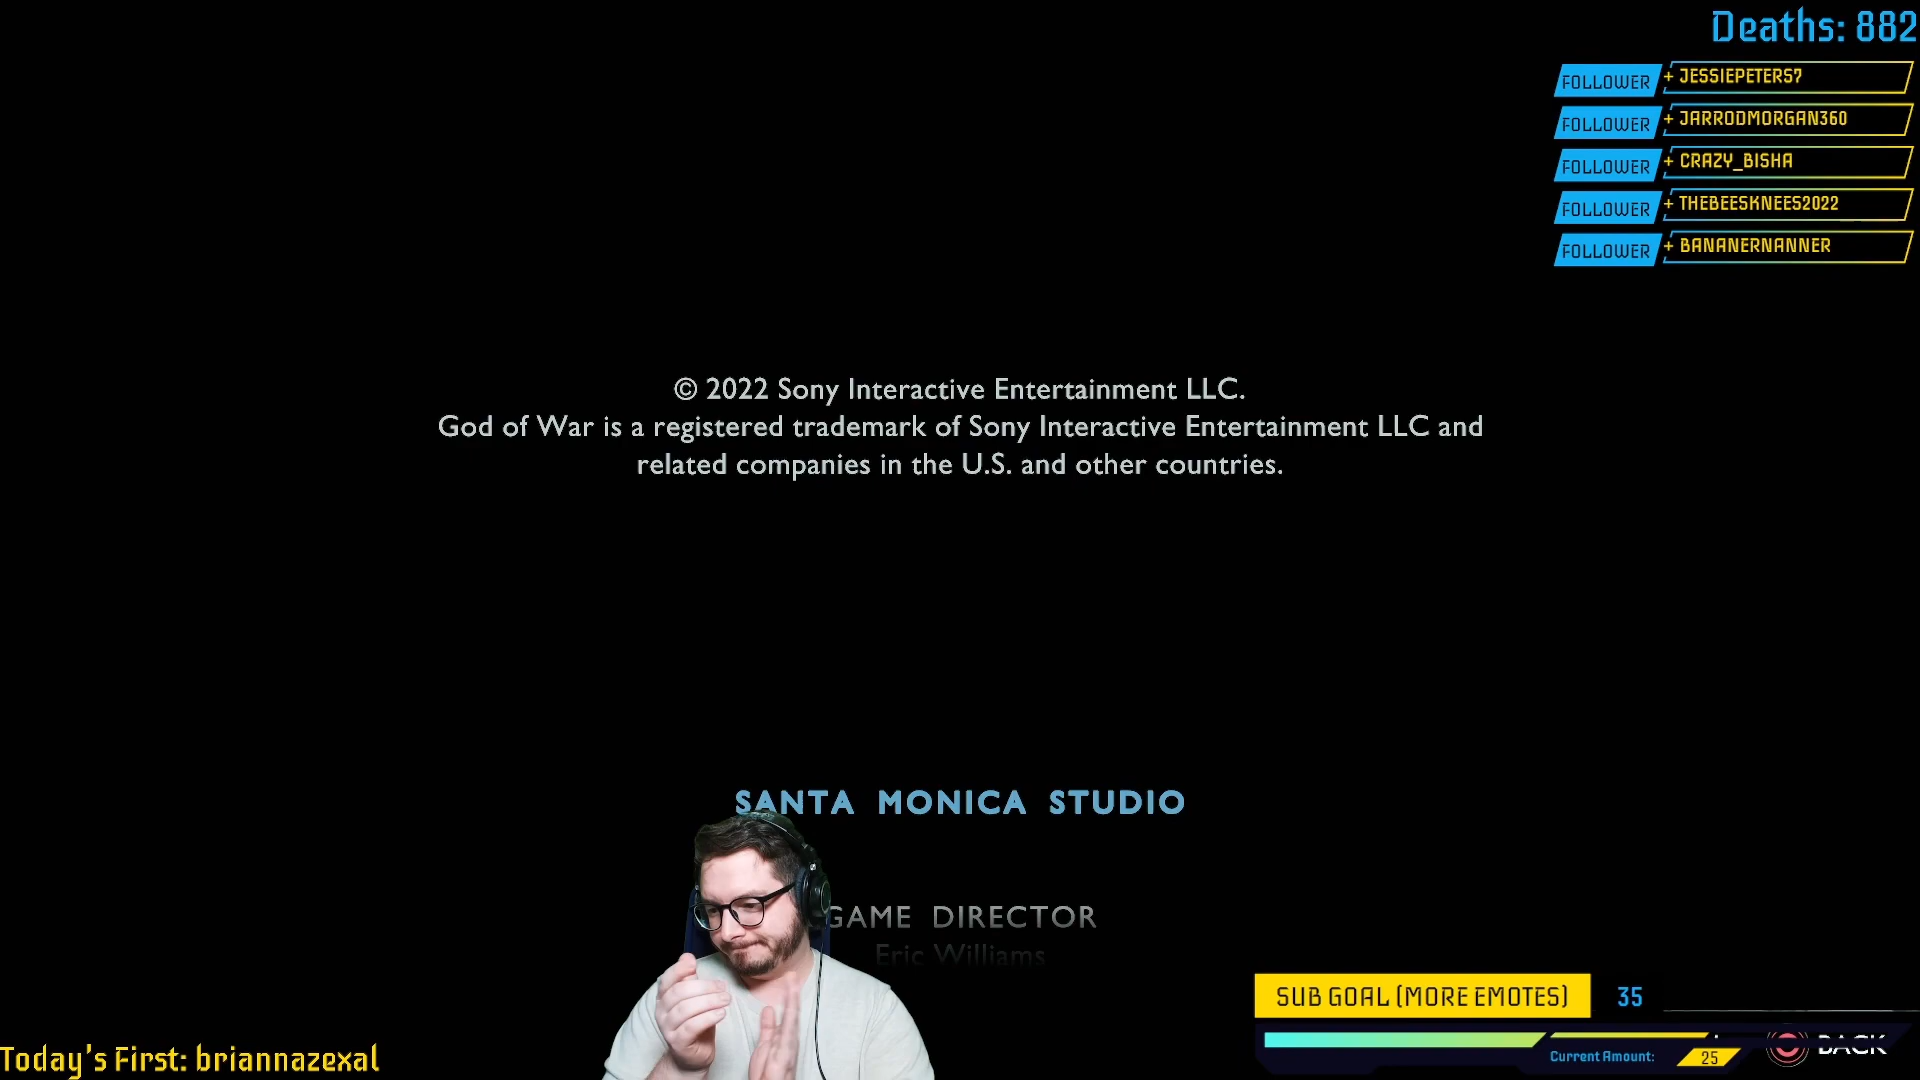 Deaths: 882
FOLLOWER + JESSIEPETERS7
FOLLOWER + JARRODMORGAN360
FOLLOWER + CRAZY_BISHA
FOLLOWER + THEBEESKNEES2022
FOLLOWER + BANANERNANNER
© 2022 Sony Interactive Entertainment LLC.
God of War is a registered trademark of Sony Interactive Entertainment LLC and
related companies in the U.S. and other countries.
SANTA MONICA STUDIO
GAME DIRECTOR
Eric Williams
SUB GOAL (MORE EMOTES) 35
Current Amount: 25
BACK
Today's First: briannazexal